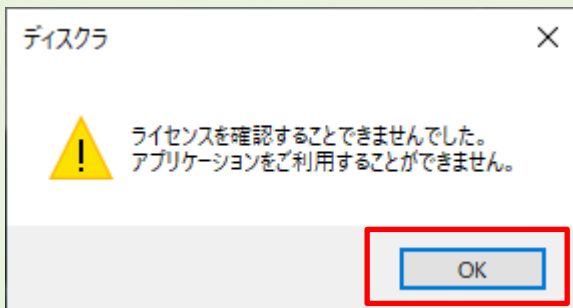 ディスクラ
ライセンスを確認することできませんでした。
アプリケーションをご利用することができません。
OK